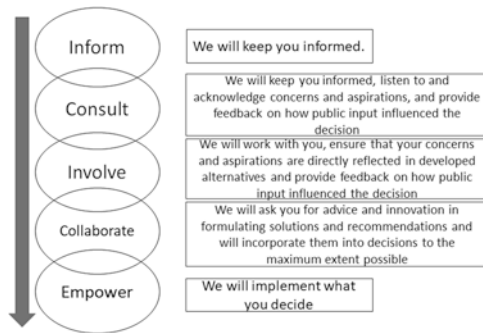 Inform
We will keep you informed.
Consult
We will keep you informed, listen to and
acknowledge concerns and aspirations, and provide
feedback on how public input influenced the
decision
Involve
We will work with you, ensure that your concerns
and aspirations are directly reflected in developed
alternatives and provide feedback on how public
input influenced the decision
Collaborate
We will ask you for advice and innovation in
formulating solutions and recommendations and
will incorporate them into decisions to the
maximum extent possible
Empower
We will implement what
you decide